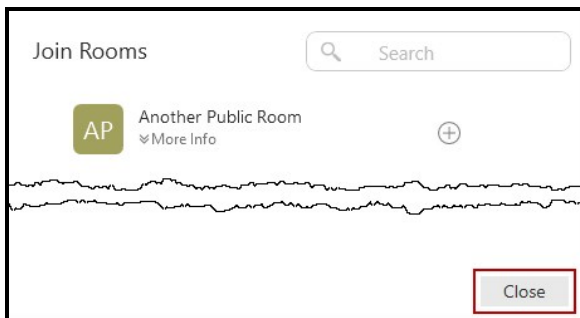 Join Rooms
Search
AP
Another Public Room
More Info
Close